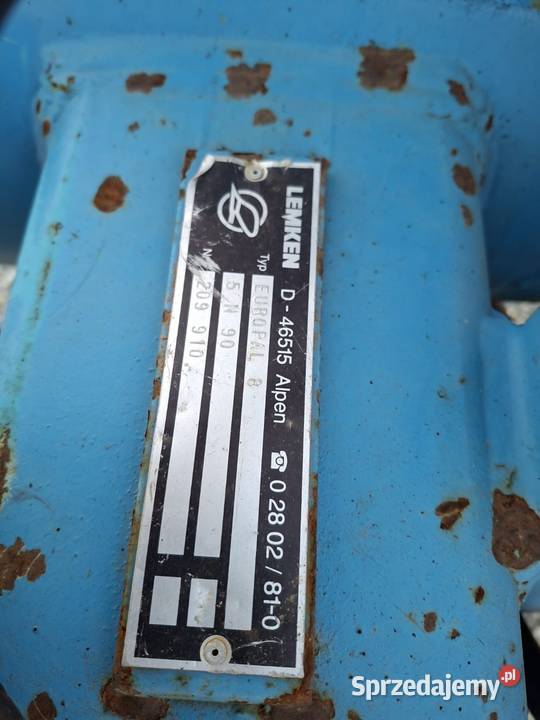 LEMKEN
D-46515 Alpen ☎ 0 28 02 / 81-0
Typ EUROPAL 8
5 N 90
209 910
Sprzedajemy.pl